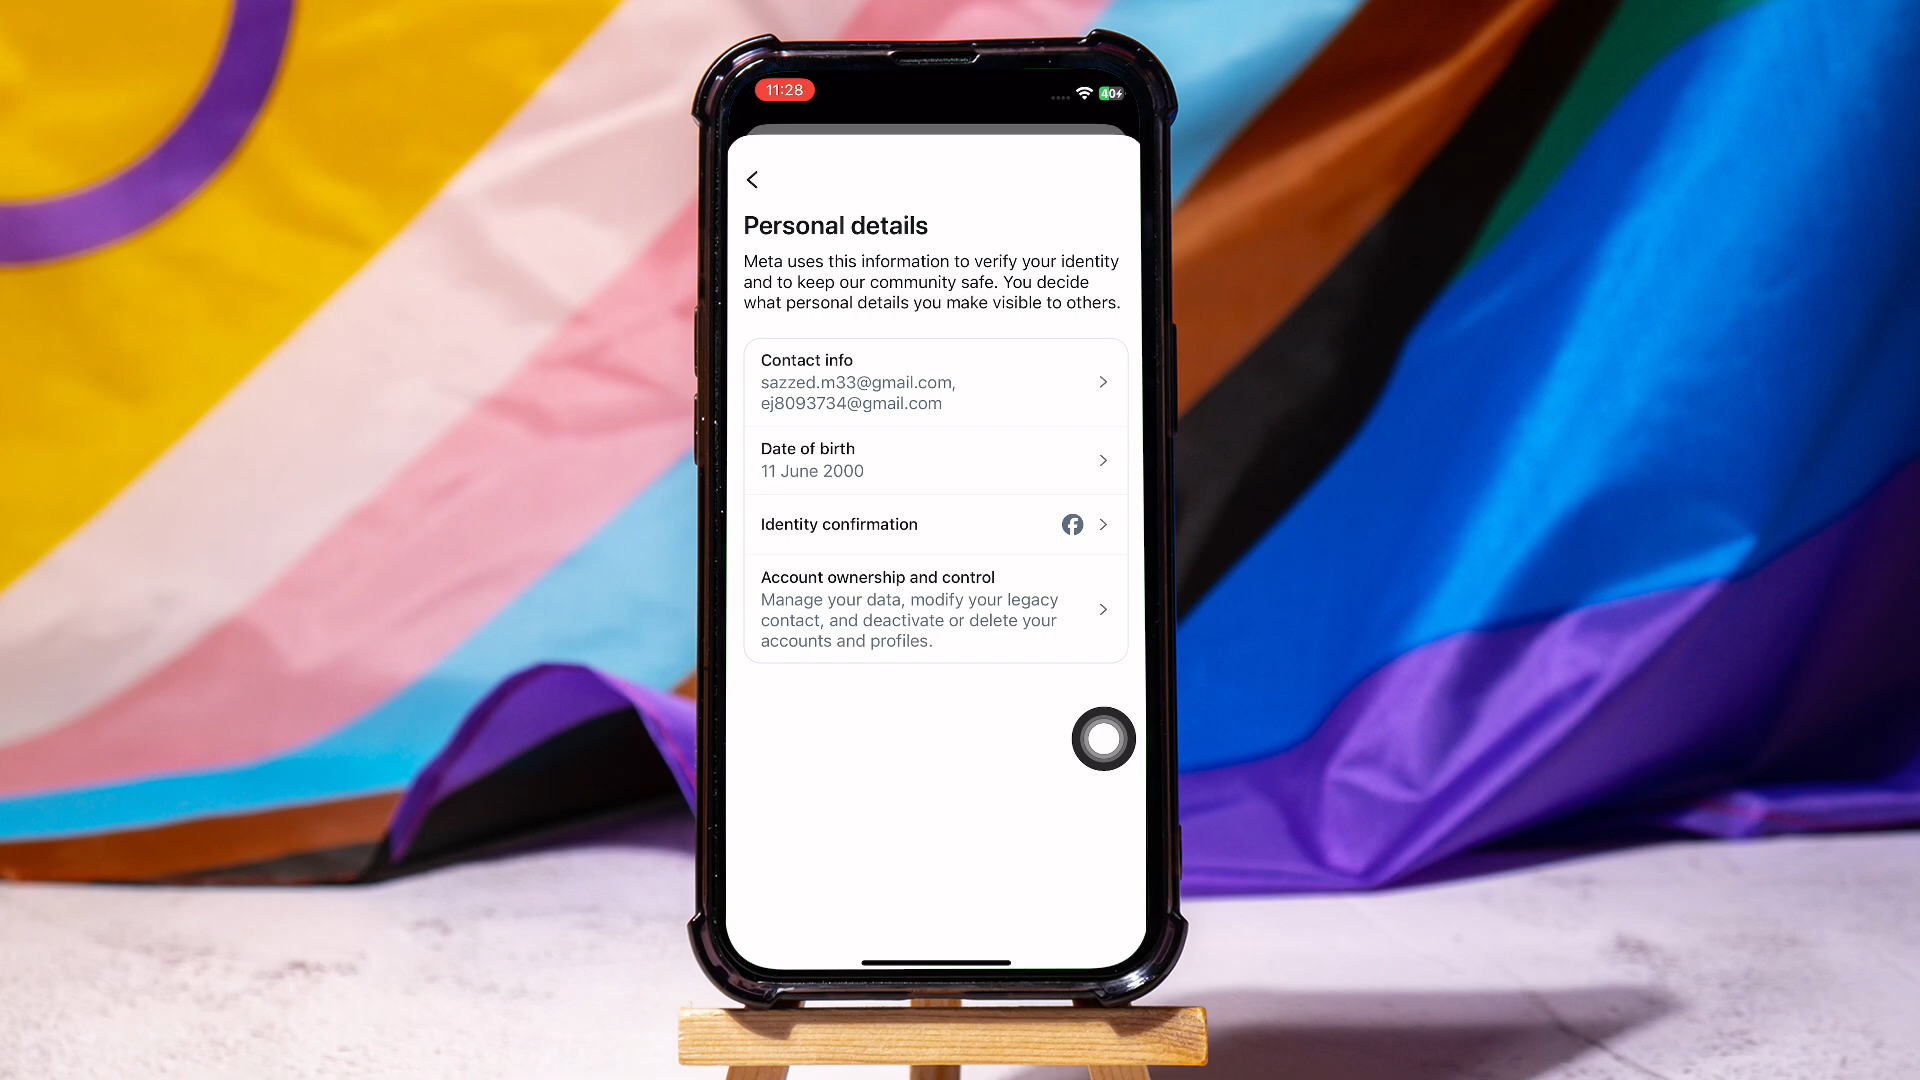 11:28
40
Personal details
Meta uses this information to verify your identity
and to keep our community safe. You decide
what personal details you make visible to others.
Contact info
sazzed.m33@gmail.com,
ej8093734@gmail.com
Date of birth
11 June 2000
Identity confirmation
Account ownership and control
Manage your data, modify your legacy
contact, and deactivate or delete your
accounts and profiles.